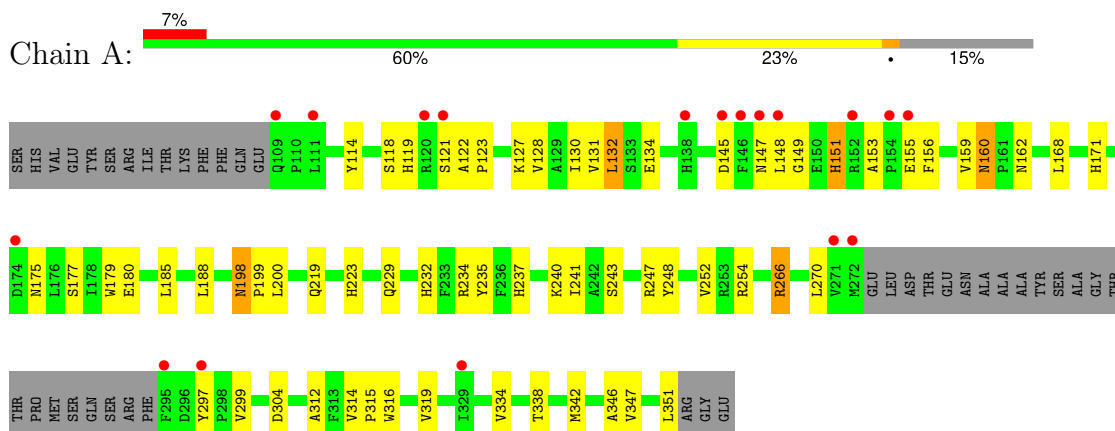 7%
Chain A:
60% 23% • 15%
SER HIS VAL GLU TYR SER ARG ILE THR LYS PHE PHE GLN GLU Q109 P110 L111 Y114 S118 H119 R120 S121 A122 P123 K127 V128 A129 I130 V131 L132 S133 E134 H138 D145 F146 N147 L148 G149 E150 H151 R152 A153 P154 E155 F156 V159 N160 P161 N162 L168 H171
D174 N175 L176 S177 I178 W179 E180 L185 L188 N198 P199 L200 Q219 H223 Q229 H232 F233 R234 Y235 F236 H237 K240 I241 A242 S243 R247 Y248 V252 R253 R254 R266 L270 V271 M272 GLU LEU ASP THR GLU ASN ALA ALA ALA TYR SER ALA GLY THR
THR PRO MET SER GLN SER ARG PHE F295 D296 Y297 P298 V299 D304 A312 F313 V314 P315 W316 V319 I329 V334 T338 M342 A346 V347 L351 ARG GLY GLU